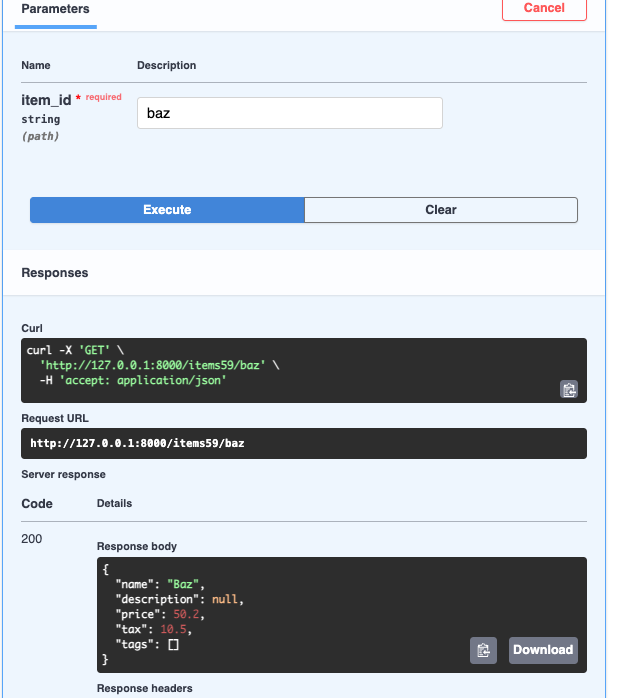 Parameters
Cancel
Name Description
item_id * required
string
(path)
baz
Execute Clear
Responses
Curl
curl -X 'GET' \
'http://127.0.0.1:8000/items59/baz' \
-H 'accept: application/json'
Request URL
http://127.0.0.1:8000/items59/baz
Server response
Code Details
200
Response body
{
"name": "Baz",
"description": null,
"price": 50.2,
"tax": 10.5,
"tags": []
}
Download
Response headers